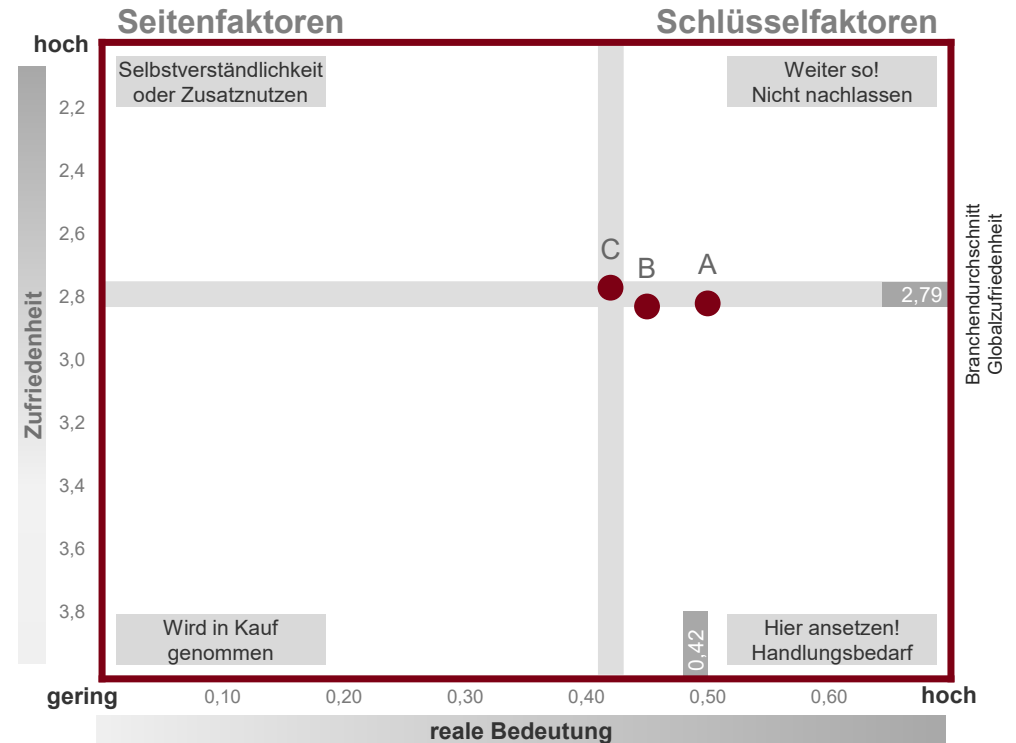 Seitenfaktoren
Schlüsselfaktoren
hoch
Selbstverständlichkeit
oder Zusatznutzen
Weiter so!
Nicht nachlassen
2,2
2,4
2,6
2,8
3,0
3,2
3,4
3,6
3,8
Zufriedenheit
C
B
A
2,79
Branchendurchschnitt
Globalzufriedenheit
Wird in Kauf
genommen
0,42
Hier ansetzen!
Handlungsbedarf
gering
0,10
0,20
0,30
0,40
0,50
0,60
hoch
reale Bedeutung